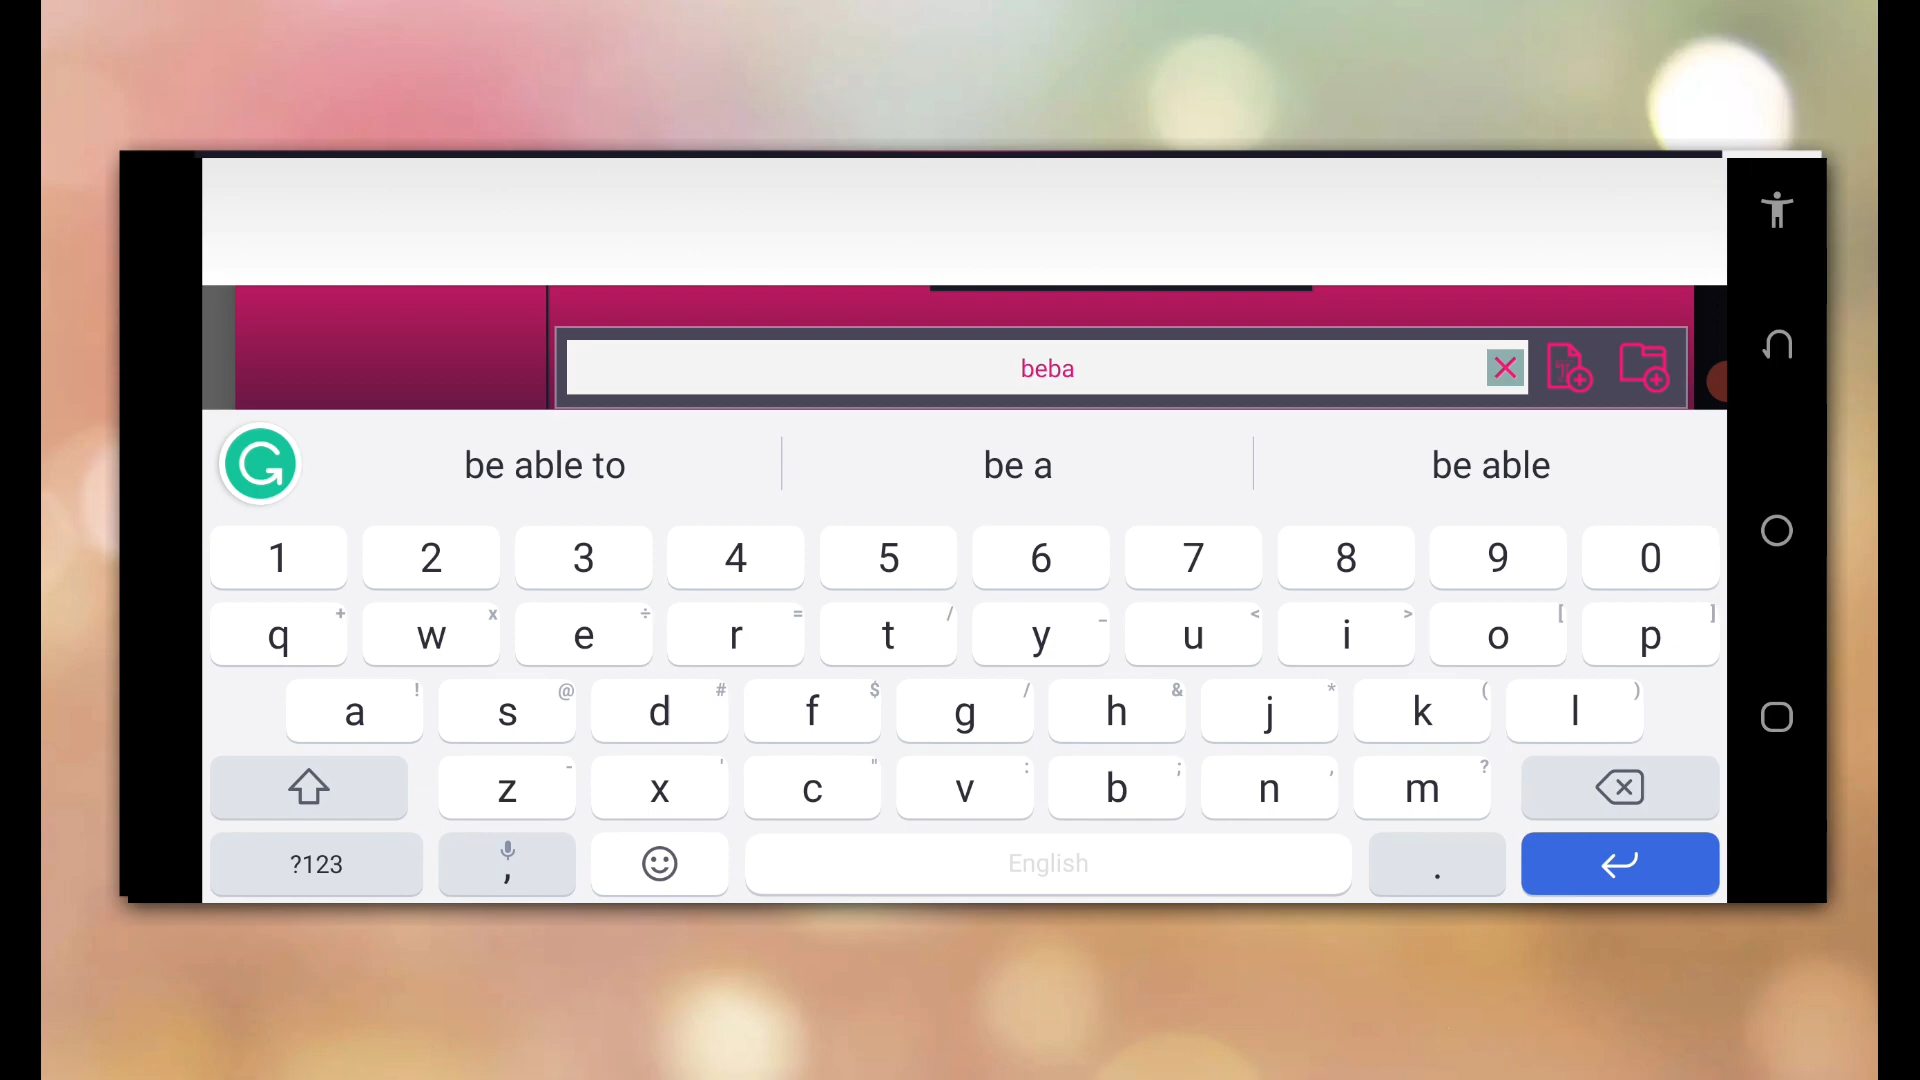 beba
be able to be a be able
1 2 3 4 5 6 7 8 9 0
q + w x e ÷ r = t / y _ u < i > o [ p ]
a ! s @ d # f $ g / h & j * k ( l )
z - x ' c " v : b ; n , m ?
?123 , English .